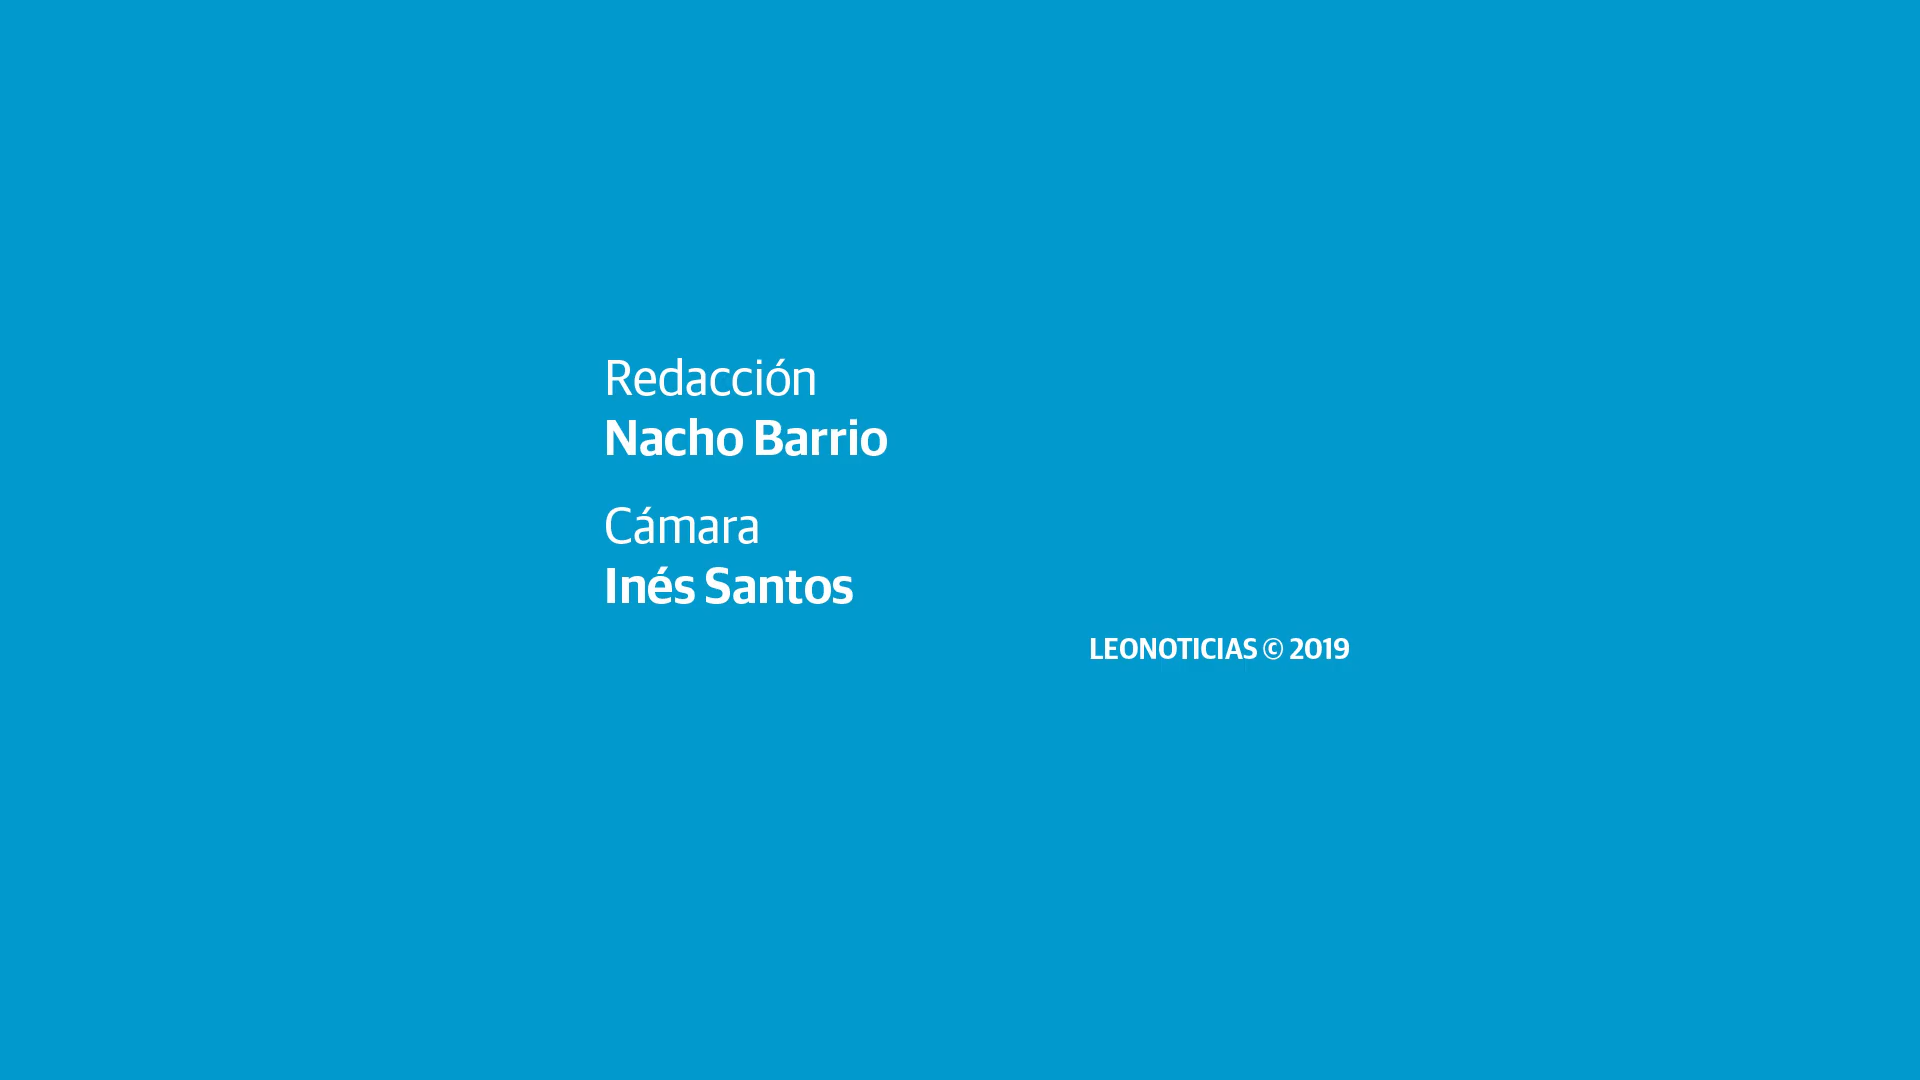 Redacción
Nacho Barrio
Cámara
Inés Santos
LEONOTICIAS © 2019